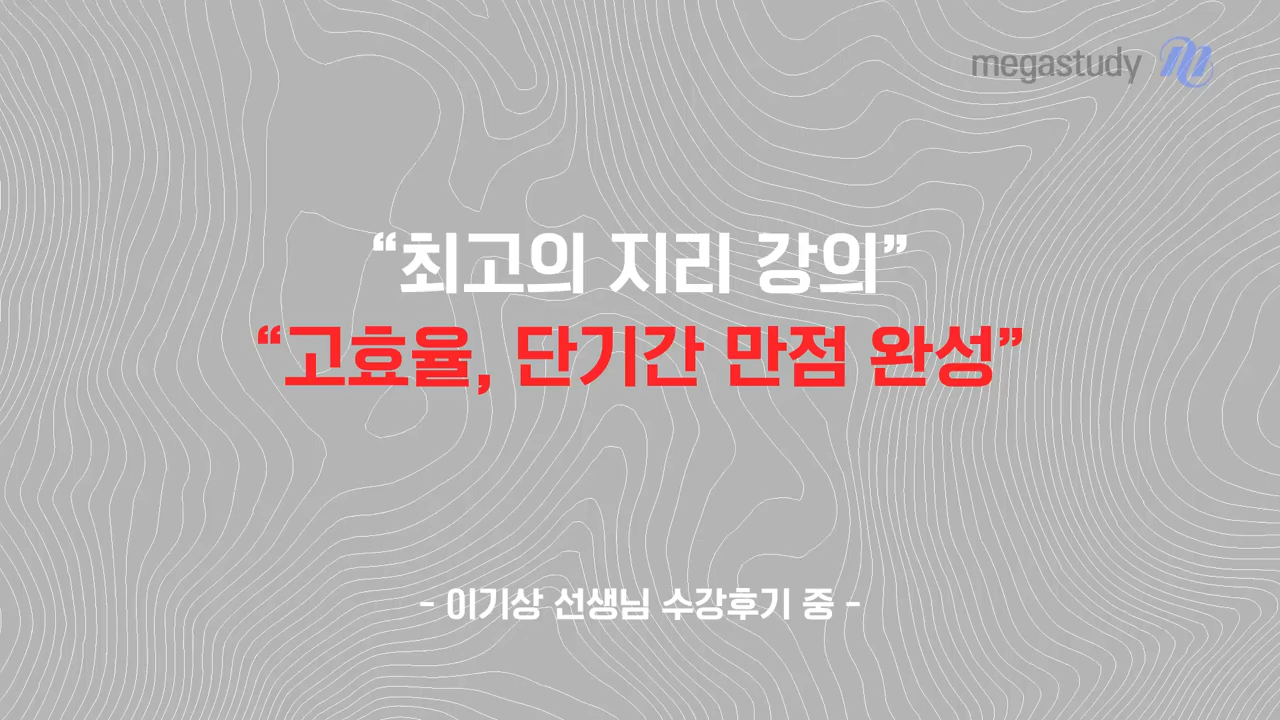 megastudy
“최고의 지리 강의”
“고효율, 단기간 만점 완성”
- 이기상 선생님 수강후기 중 -